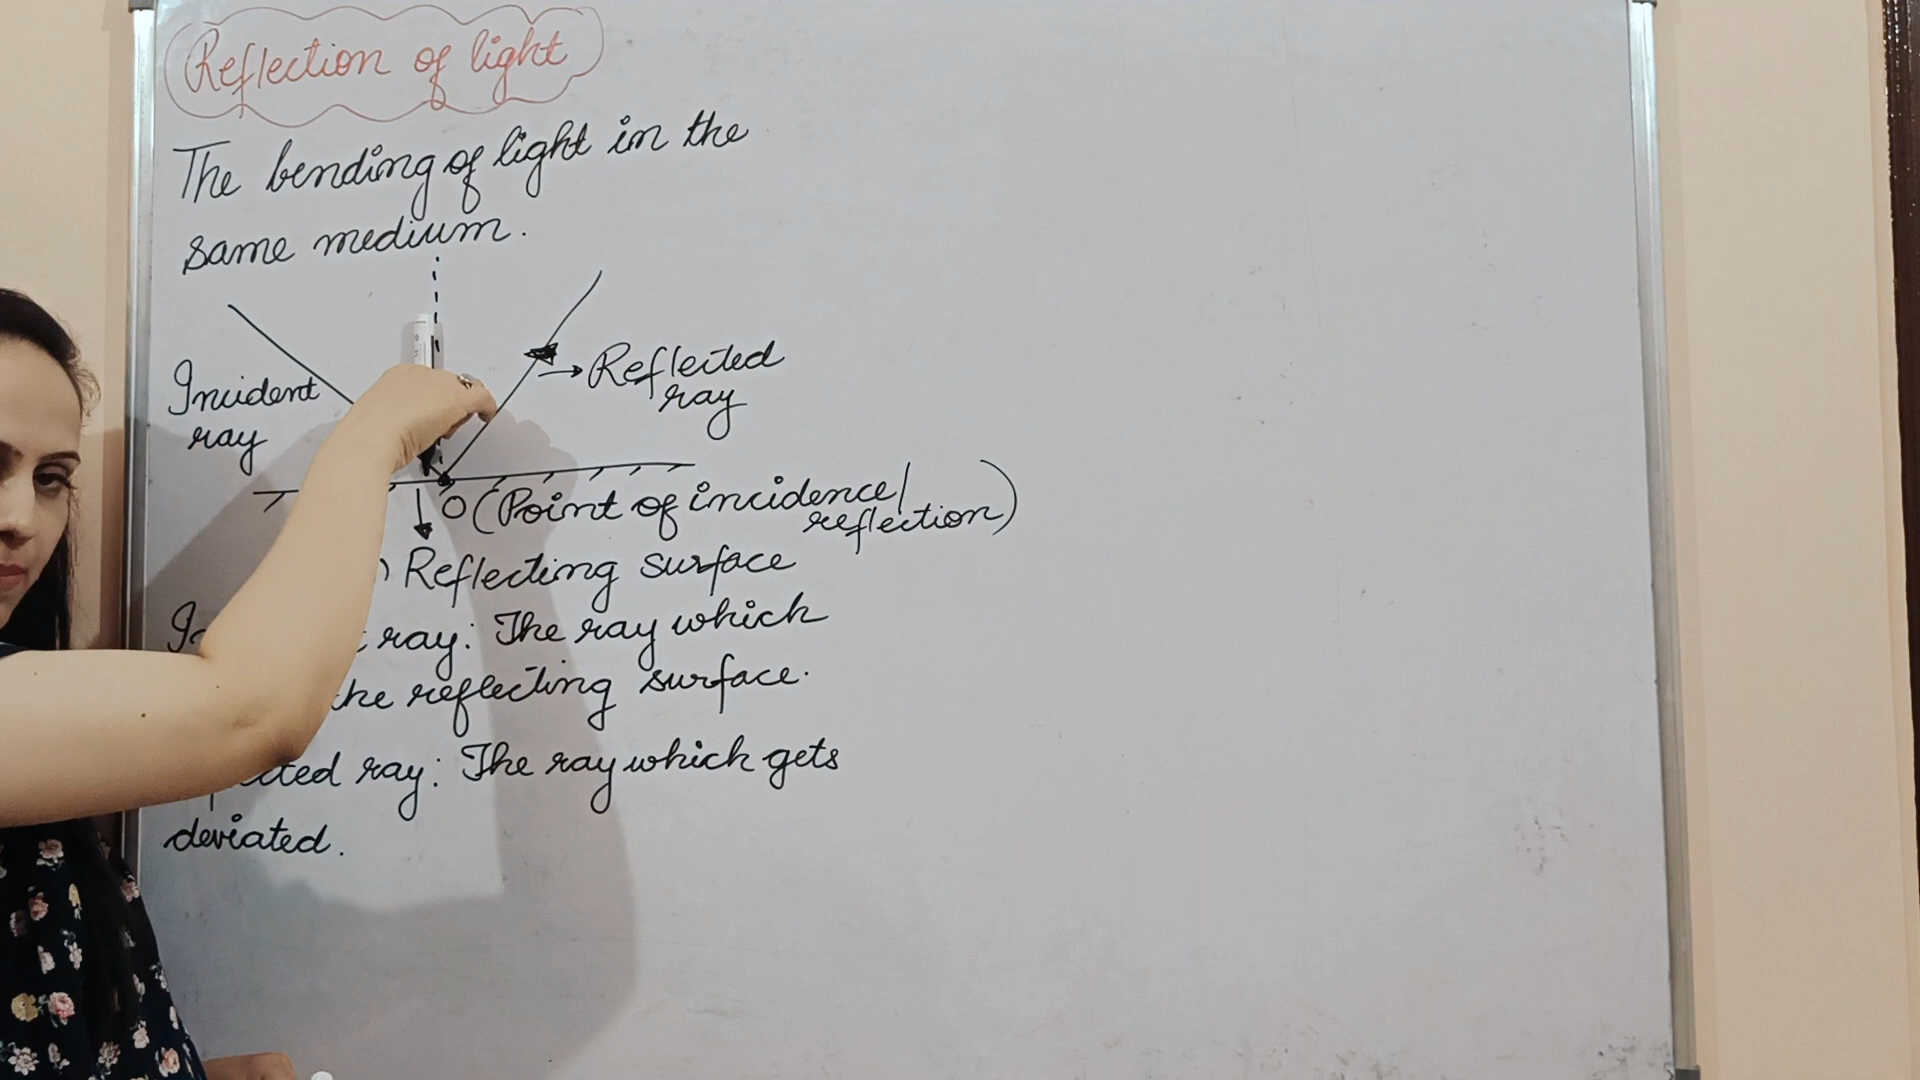 Reflection of light
The bending of light in the
same medium.
Incident
ray
→ Reflected
ray
O (Point of incidence/
reflection)
Reflecting surface
ray: The ray which
the reflecting surface.
ray: The ray which gets
deviated.